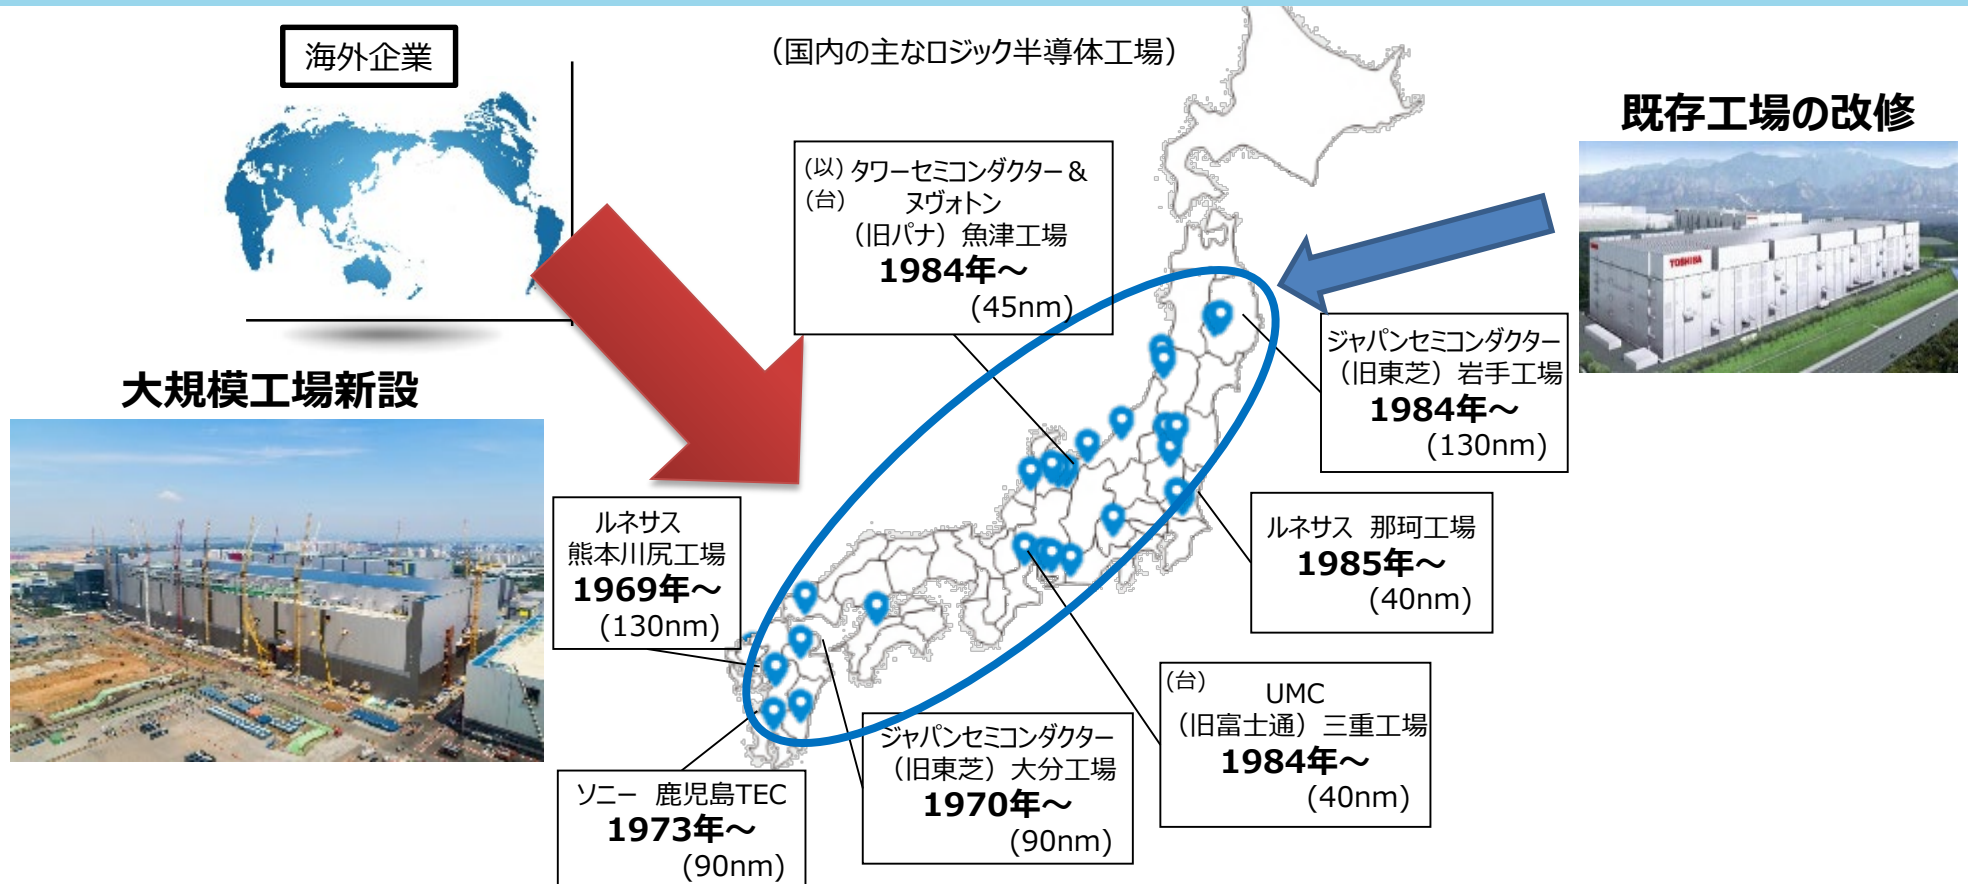 海外企業
（国内の主なロジック半導体工場）
既存工場の改修
TOSHIBA
大規模工場新設
(以) タワーセミコンダクター＆
(台) ヌヴォトン
（旧パナ）魚津工場
1984年～
(45nm)
ジャパンセミコンダクター
（旧東芝）岩手工場
1984年～
(130nm)
ルネサス
熊本川尻工場
1969年～
(130nm)
ルネサス　那珂工場
1985年～
(40nm)
(台) UMC
（旧富士通）三重工場
1984年～
(40nm)
ジャパンセミコンダクター
（旧東芝）大分工場
1970年～
(90nm)
ソニー　鹿児島TEC
1973年～
(90nm)